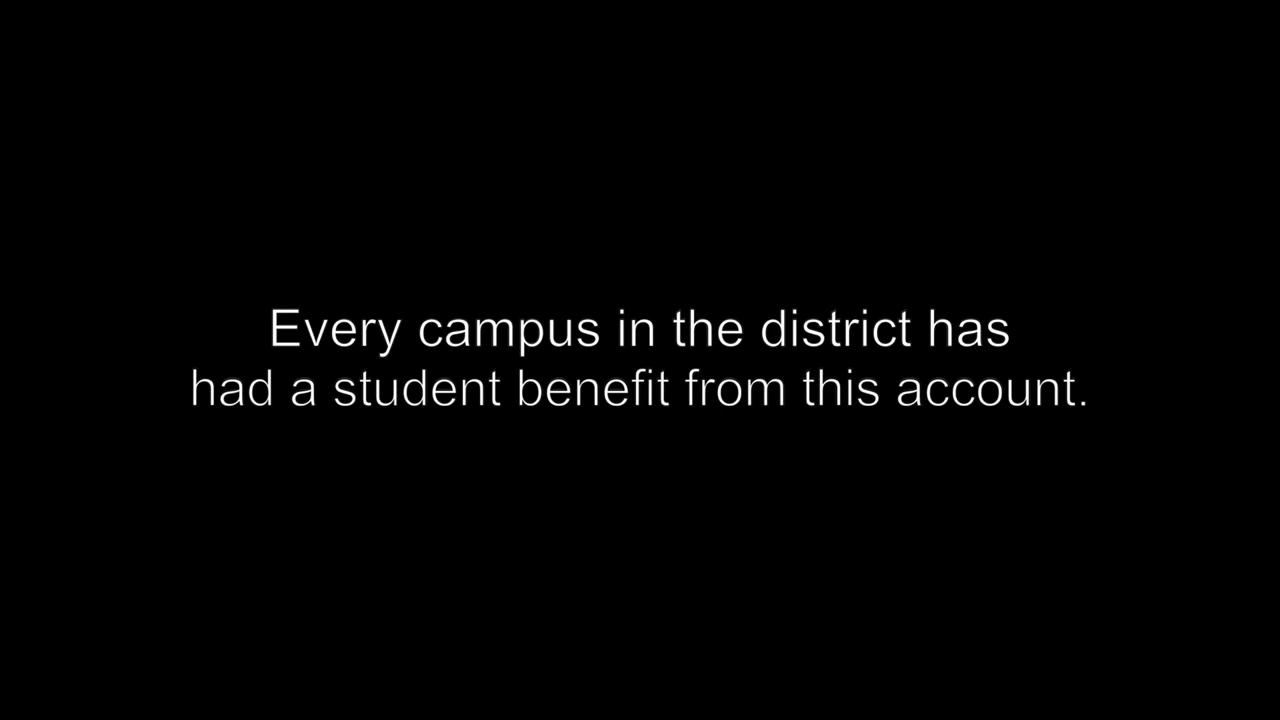 Every campus in the district has
had a student benefit from this account.